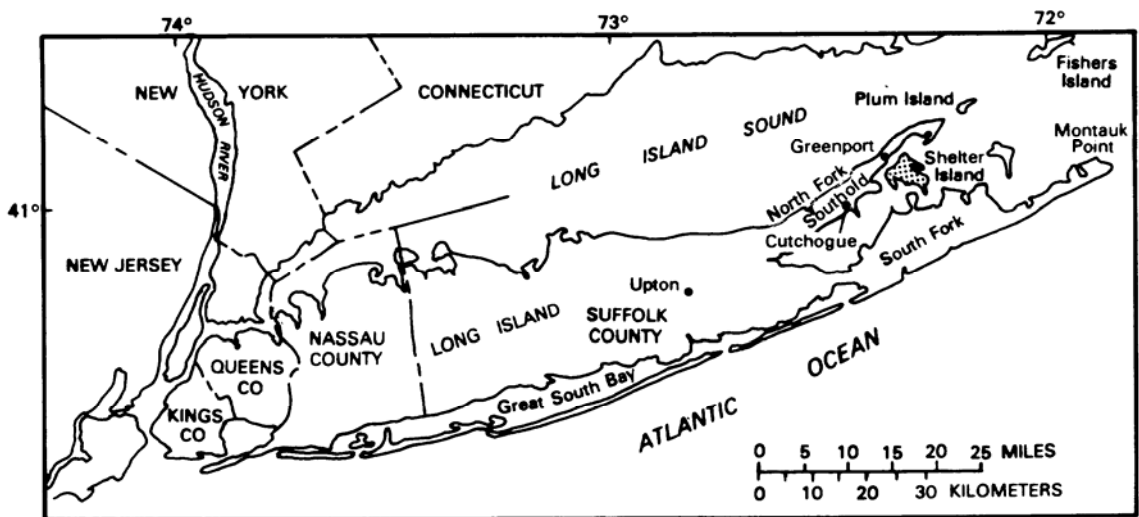 74°
73°
72°
NEW YORK
HUDSON RIVER
CONNECTICUT
Fishers
Island
Plum Island
LONG ISLAND SOUND
Greenport
Montauk
Point
Shelter
Island
North Fork
Southold
41°
Cutchogue
South Fork
NEW JERSEY
Upton
LONG ISLAND
SUFFOLK
COUNTY
NASSAU
COUNTY
QUEENS
CO
KINGS
CO
Great South Bay
ATLANTIC OCEAN
0 5 10 15 20 25 MILES
0 10 20 30 KILOMETERS